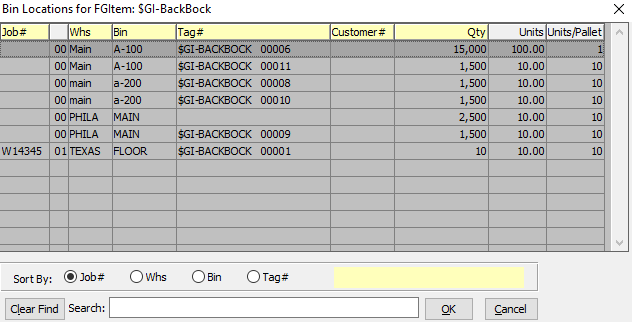 Bin Locations for FGItem: $GI-BackBock
Job# Whs Bin Tag# Customer# Qty Units Units/Pallet
00 Main A-100 $GI-BACKBOCK 00006 15,000 100.00 1
00 Main A-100 $GI-BACKBOCK 00011 1,500 10.00 10
00 main a-200 $GI-BACKBOCK 00008 1,500 10.00 10
00 main a-200 $GI-BACKBOCK 00010 1,500 10.00 10
00 PHILA MAIN 2,500 10.00 10
00 PHILA MAIN $GI-BACKBOCK 00009 1,500 10.00 10
W14345 01 TEXAS FLOOR $GI-BACKBOCK 00001 10 10.00 10
Sort By: Job# Whs Bin Tag#
Clear Find Search: OK Cancel